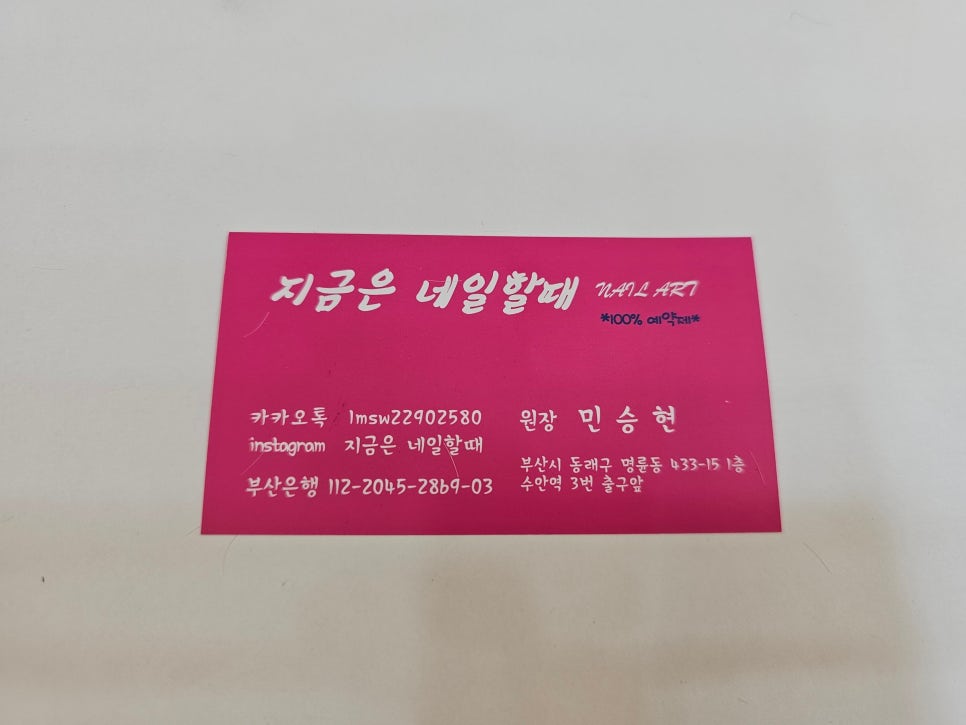 지금은 네일할때 NAIL ART
*100% 예약제*
카카오톡 1msw22902580
instagram 지금은 네일할때
부산은행 112-2045-2869-03
원장 민승현
부산시 동래구 명륜동 433-15 1층
수안역 3번 출구앞